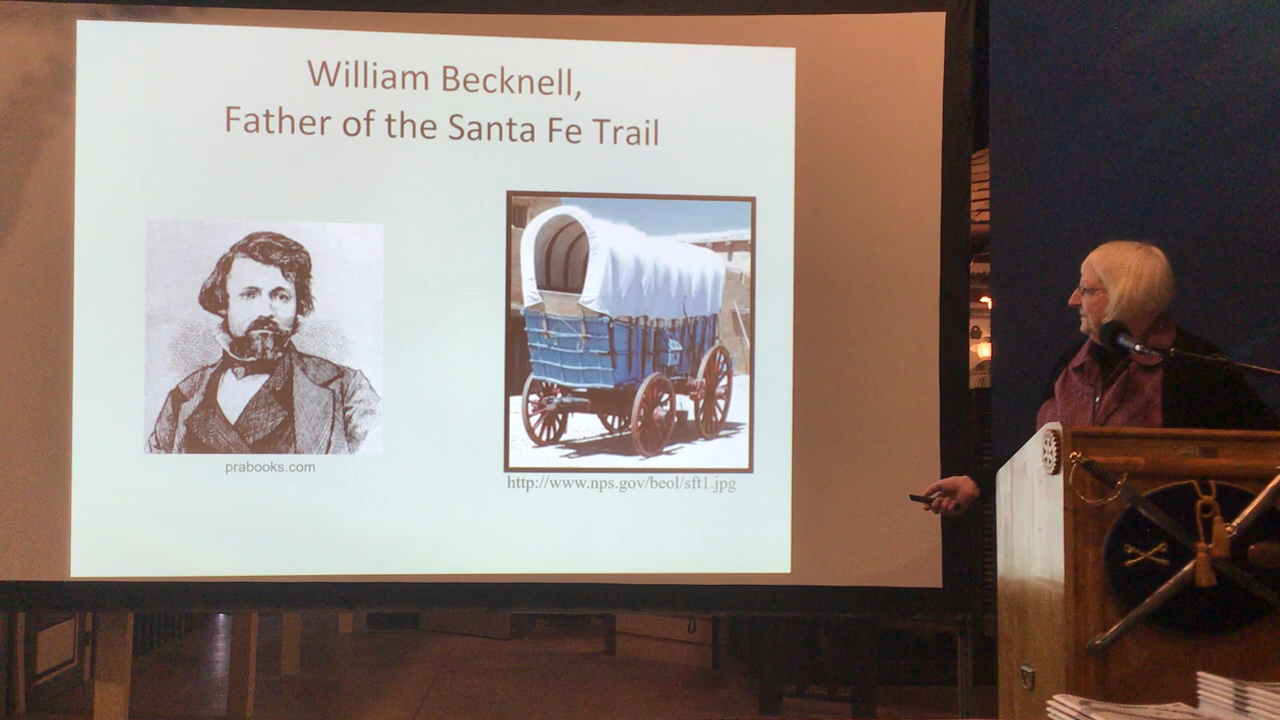 William Becknell,
Father of the Santa Fe Trail
prabooks.com
http://www.nps.gov/beol/sft1.jpg